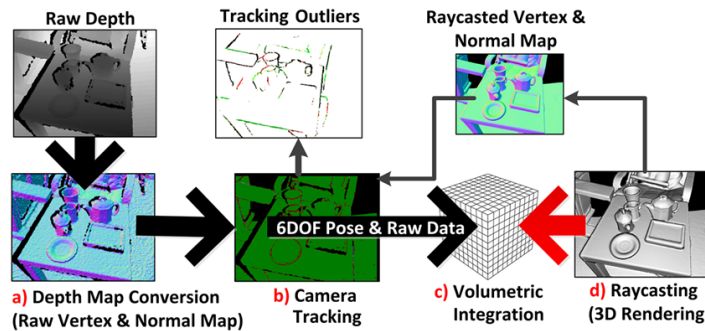 Raw Depth
Tracking Outliers
Raycasted Vertex &
Normal Map
6DOF Pose & Raw Data
a) Depth Map Conversion
(Raw Vertex & Normal Map)
b) Camera
Tracking
c) Volumetric
Integration
d) Raycasting
(3D Rendering